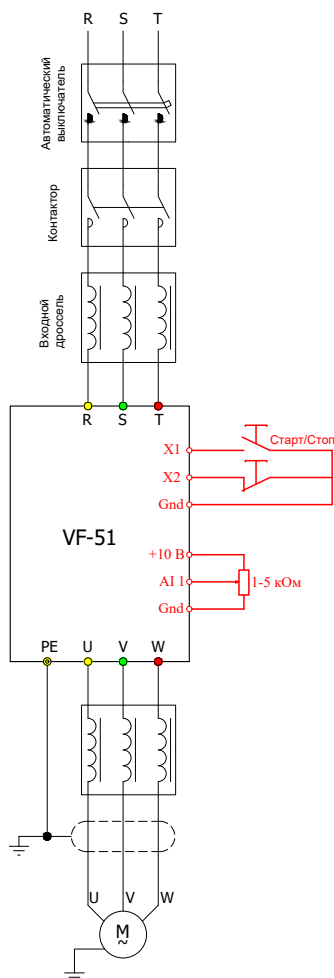 R S T
Автоматический
выключатель
Контактор
Входной
дроссель
R S T
X1
Старт/Стоп
X2
Gnd
VF-51
+10 В
AI 1
1-5 кОм
Gnd
PE U V W
U V W
M
~